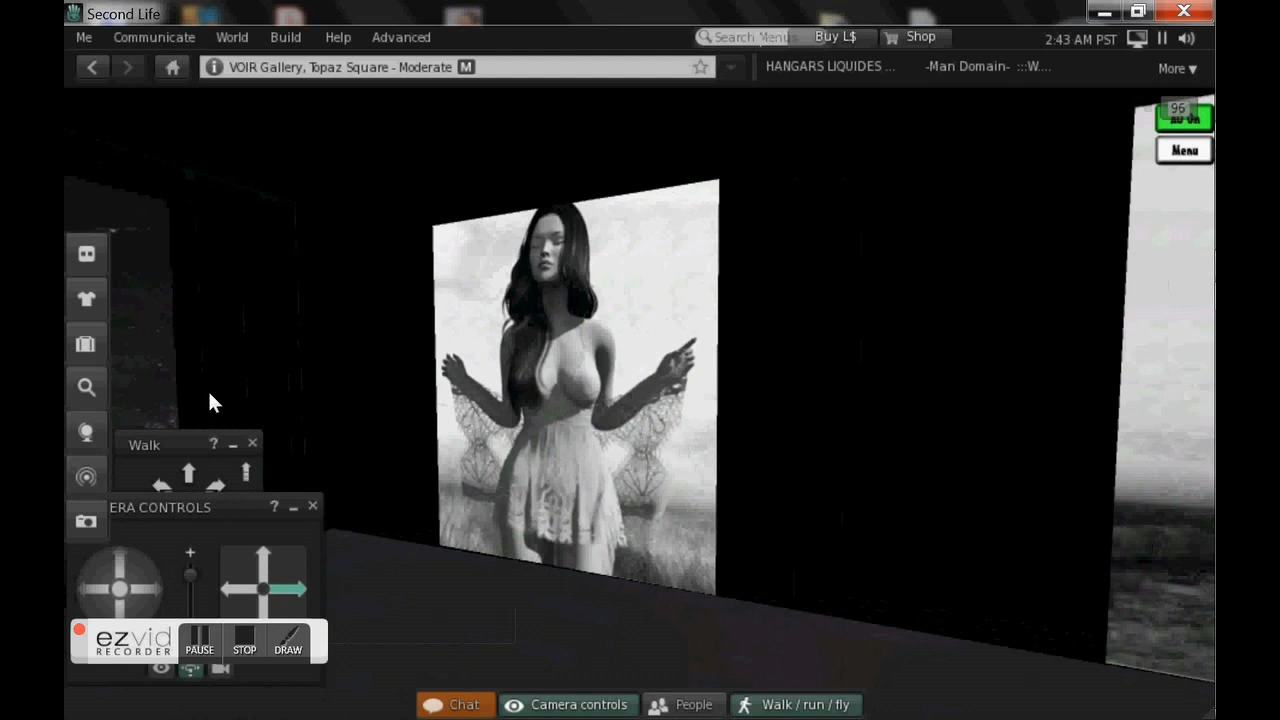 Second Life
Me Communicate World Build Help Advanced
Search Menus Buy L$ Shop
2:43 AM PST
VOIR Gallery, Topaz Square - Moderate M
HANGARS LIQUIDES ... -Man Domain- :::W....
More
96
Menu
Walk ?
ERA CONTROLS ?
ezvid
RECORDER
PAUSE STOP DRAW
Chat Camera controls People Walk / run / fly